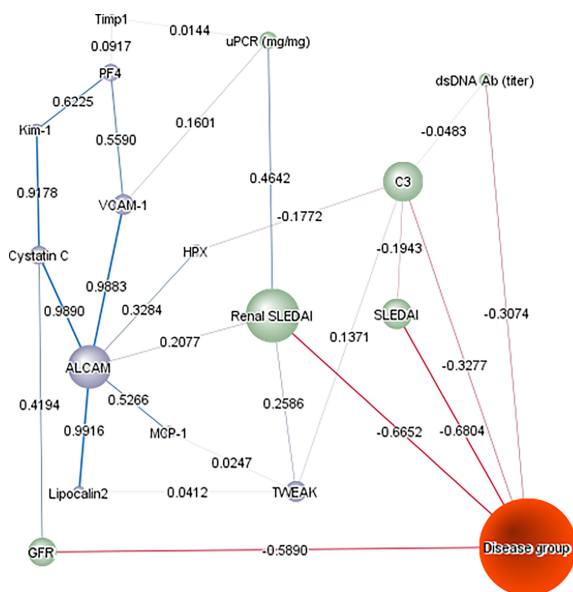 Timp1
0.0144
uPCR (mg/mg)
0.0917
PF4
dsDNA Ab (titer)
0.6225
Kim-1
0.5590
0.1601
-0.0483
0.4642
C3
0.9178
VCAM-1
-0.1772
Cystatin C
HPX
-0.1943
0.9883
0.9890
0.3284
Renal SLEDAI
SLEDAI
-0.3074
0.2077
0.1371
ALCAM
-0.3277
0.4194
0.5266
0.2586
0.9916
MCP-1
-0.6652
-0.6804
0.0247
Lipocalin2
0.0412
TWEAK
GFR
-0.5890
Disease group